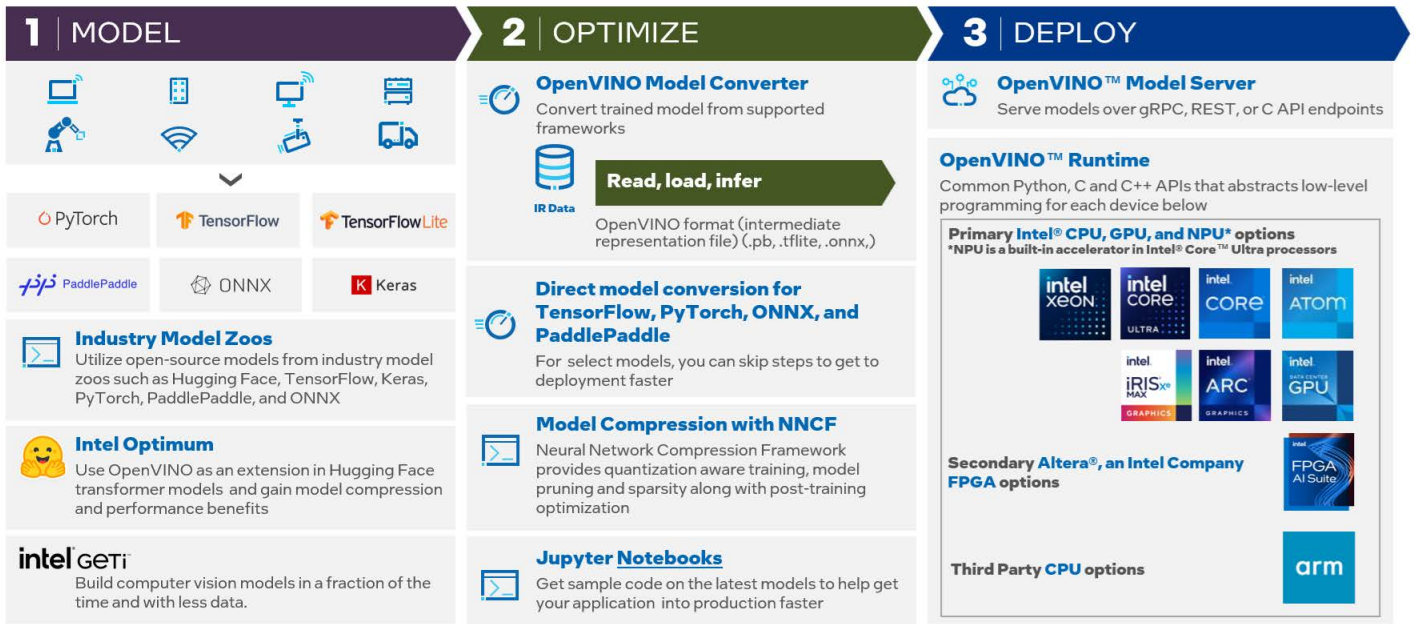 1 | MODEL
PyTorch
TensorFlow
TensorFlow Lite
PaddlePaddle
ONNX
K Keras
Industry Model Zoos
Utilize open-source models from industry model
zoos such as Hugging Face, TensorFlow, Keras,
PyTorch, PaddlePaddle, and ONNX
Intel Optimum
Use OpenVINO as an extension in Hugging Face
transformer models and gain model compression
and performance benefits
intel GETi
Build computer vision models in a fraction of the
time and with less data.
2 | OPTIMIZE
OpenVINO Model Converter
Convert trained model from supported
frameworks
IR Data
Read, load, infer
OpenVINO format (intermediate
representation file) (.pb, .tflite, .onnx,)
Direct model conversion for
TensorFlow, PyTorch, ONNX, and
PaddlePaddle
For select models, you can skip steps to get to
deployment faster
Model Compression with NNCF
Neural Network Compression Framework
provides quantization aware training, model
pruning and sparsity along with post-training
optimization
Jupyter Notebooks
Get sample code on the latest models to help get
your application into production faster
3 | DEPLOY
OpenVINO™ Model Server
Serve models over gRPC, REST, or C API endpoints
OpenVINO™ Runtime
Common Python, C and C++ APIs that abstracts low-level
programming for each device below
Primary Intel® CPU, GPU, and NPU* options
*NPU is a built-in accelerator in Intel® Core™ Ultra processors
intel
XEON
intel
CORE
ULTRA
intel
CORE
intel
ATOM
intel
IRIS Xe
MAX
GRAPHICS
intel
ARC
GRAPHICS
intel
DATA CENTER
GPU
Secondary Altera®, an Intel Company
FPGA options
intel
FPGA
AI Suite
Third Party CPU options
arm